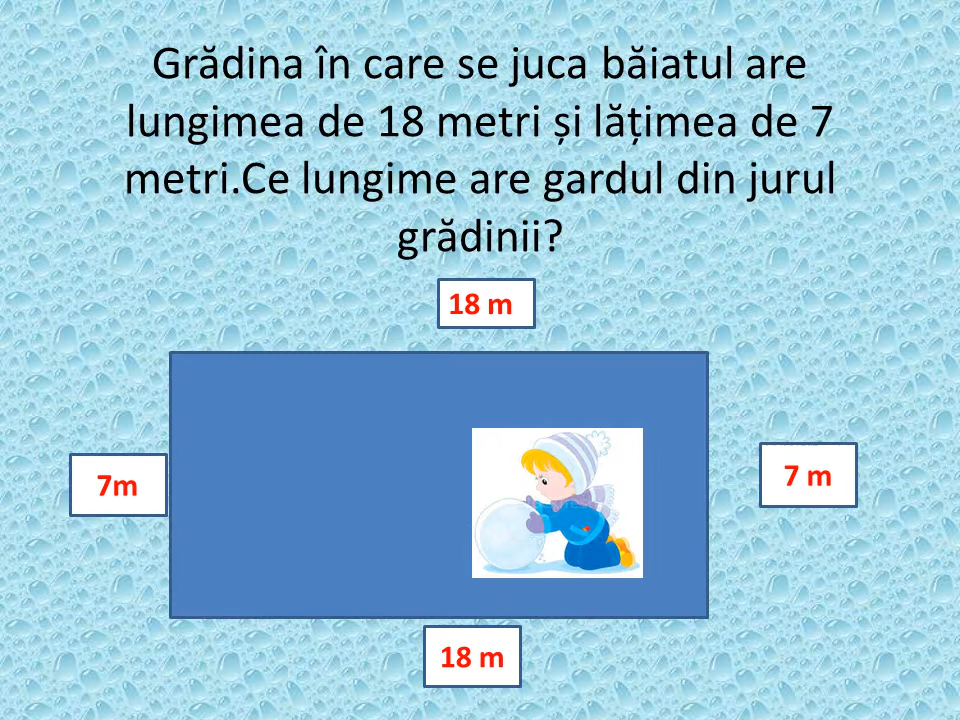 Grădina în care se juca băiatul are
lungimea de 18 metri și lățimea de 7
metri.Ce lungime are gardul din jurul
grădinii?
18 m
7m
7 m
18 m